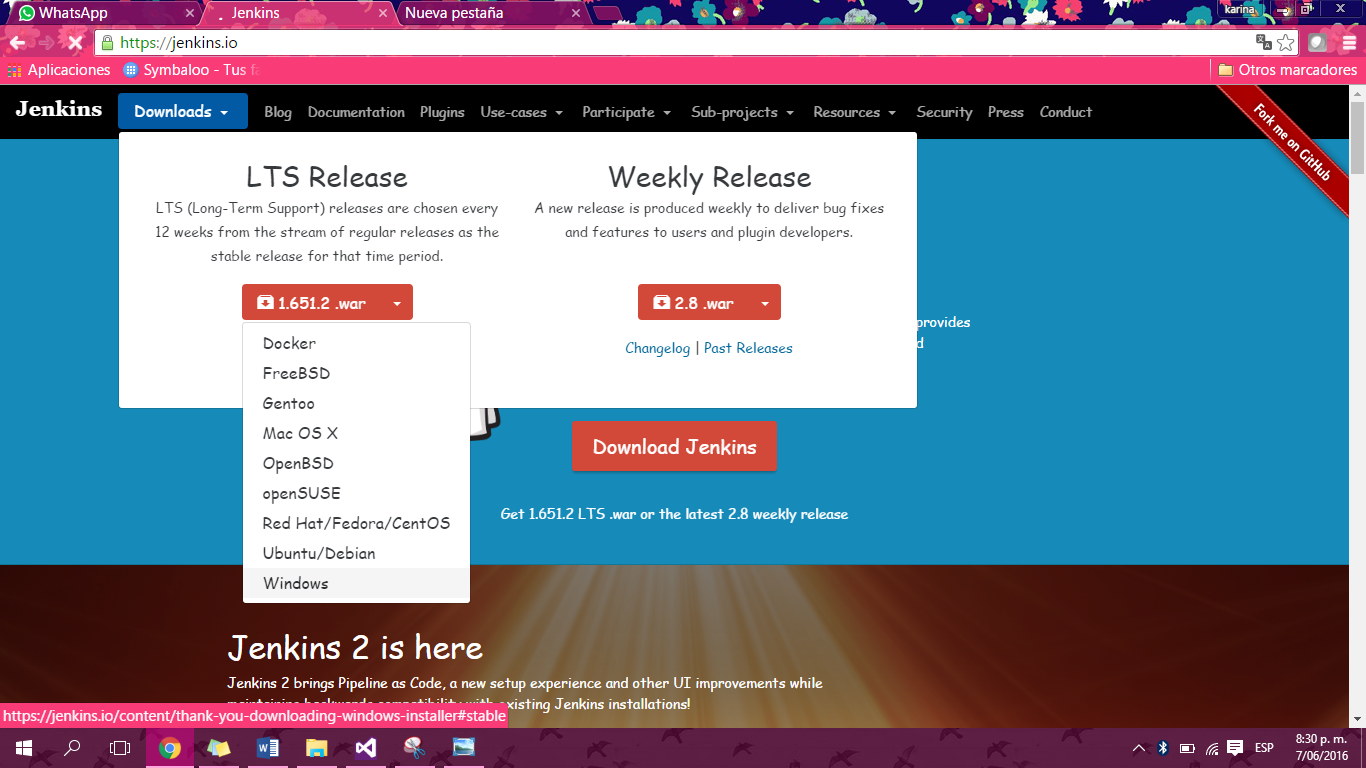 WhatsApp
Jenkins
Nueva pestaña
karina
https://jenkins.io
Aplicaciones
Symbaloo - Tus fa
Otros marcadores
Jenkins
Downloads
Blog
Documentation
Plugins
Use-cases
Participate
Sub-projects
Resources
Security
Press
Conduct
Fork me on GitHub
LTS Release
LTS (Long-Term Support) releases are chosen every
12 weeks from the stream of regular releases as the
stable release for that time period.
1.651.2 .war
Docker
FreeBSD
Gentoo
Mac OS X
OpenBSD
openSUSE
Red Hat/Fedora/CentOS
Ubuntu/Debian
Windows
Weekly Release
A new release is produced weekly to deliver bug fixes
and features to users and plugin developers.
2.8 .war
Changelog | Past Releases
provides
d
Download Jenkins
Get 1.651.2 LTS .war or the latest 2.8 weekly release
Jenkins 2 is here
Jenkins 2 brings Pipeline as Code, a new setup experience and other UI improvements while
existing Jenkins installations!
https://jenkins.io/content/thank-you-downloading-windows-installer#stable
ESP
8:30 p. m.
7/06/2016